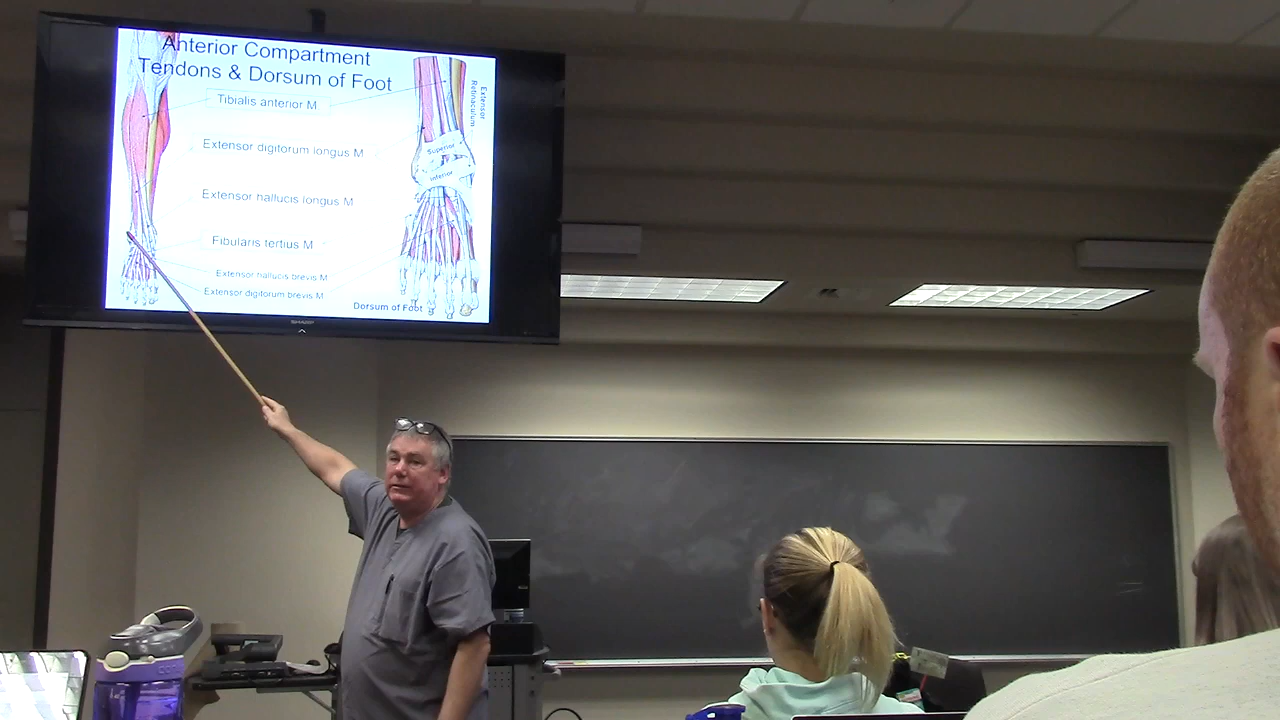 Anterior Compartment
Tendons & Dorsum of Foot
Tibialis anterior M.
Extensor digitorum longus M
Extensor hallucis longus M
Fibularis tertius M
Extensor hallucis brevis M
Extensor digitorum brevis M
Extensor
Retinaculum
Superior
Inferior
Dorsum of Foot
SHARP